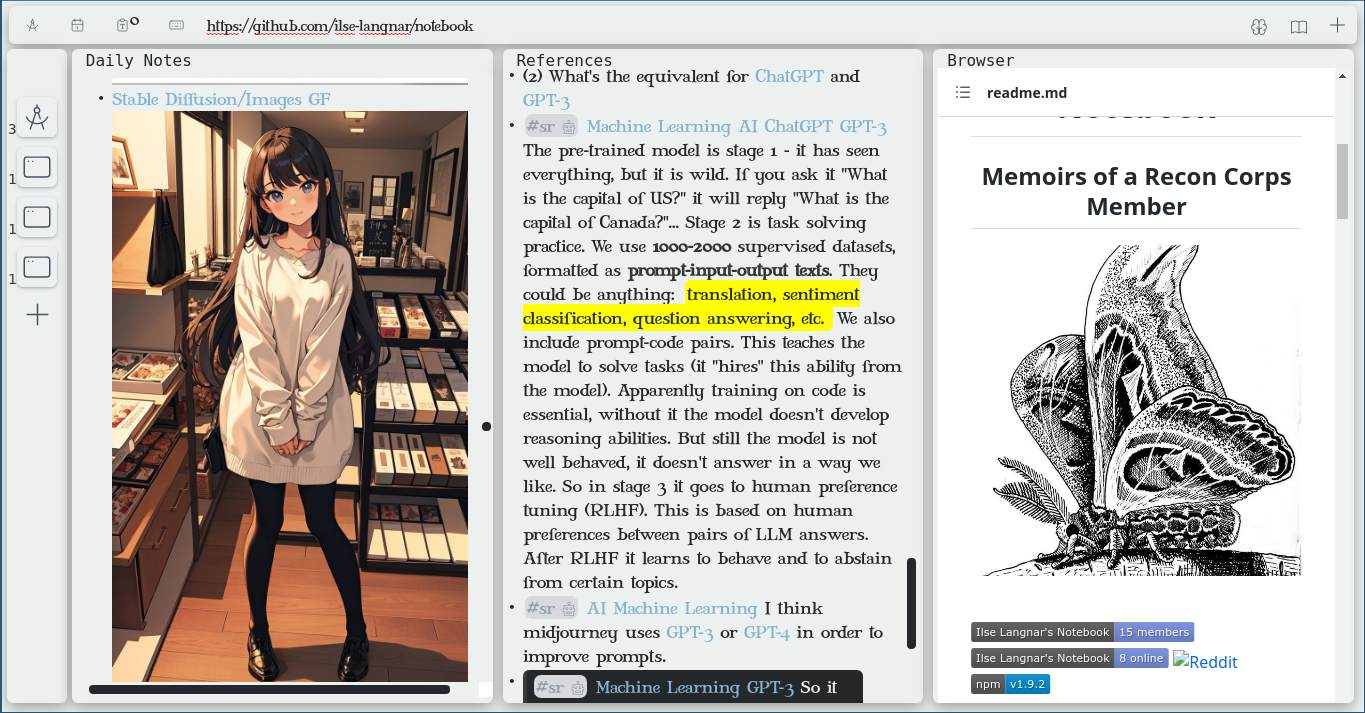 0
https://github.com/ilse-langnar/notebook
3
1
1
1
Daily Notes
Stable Diffusion/Images GF
References
(2) What's the equivalent for ChatGPT and
GPT-3
#sr Machine Learning AI ChatGPT GPT-3
The pre-trained model is stage 1 - it has seen
everything, but it is wild. If you ask it "What
is the capital of US?" it will reply "What is the
capital of Canada?"... Stage 2 is task solving
practice. We use 1000-2000 supervised datasets,
formatted as prompt-input-output texts. They
could be anything: translation, sentiment
classification, question answering, etc. We also
include prompt-code pairs. This teaches the
model to solve tasks (it "hires" this ability from
the model). Apparently training on code is
essential, without it the model doesn't develop
reasoning abilities. But still the model is not
well behaved, it doesn't answer in a way we
like. So in stage 3 it goes to human preference
tuning (RLHF). This is based on human
preferences between pairs of LLM answers.
After RLHF it learns to behave and to abstain
from certain topics.
#sr AI Machine Learning I think
midjourney uses GPT-3 or GPT-4 in order to
improve prompts.
#sr Machine Learning GPT-3 So it
Browser
readme.md
Notebook
Memoirs of a Recon Corps
Member
Ilse Langnar's Notebook 15 members
Ilse Langnar's Notebook 8 online Reddit
npm v1.9.2